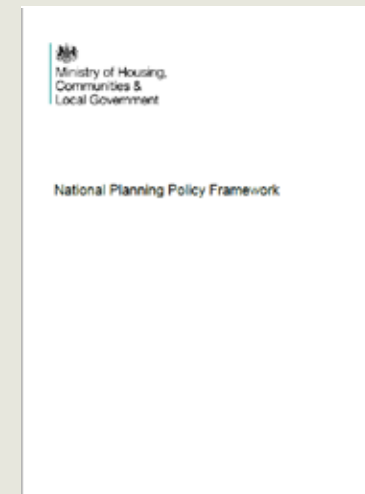 Ministry of Housing,
Communities &
Local Government
National Planning Policy Framework